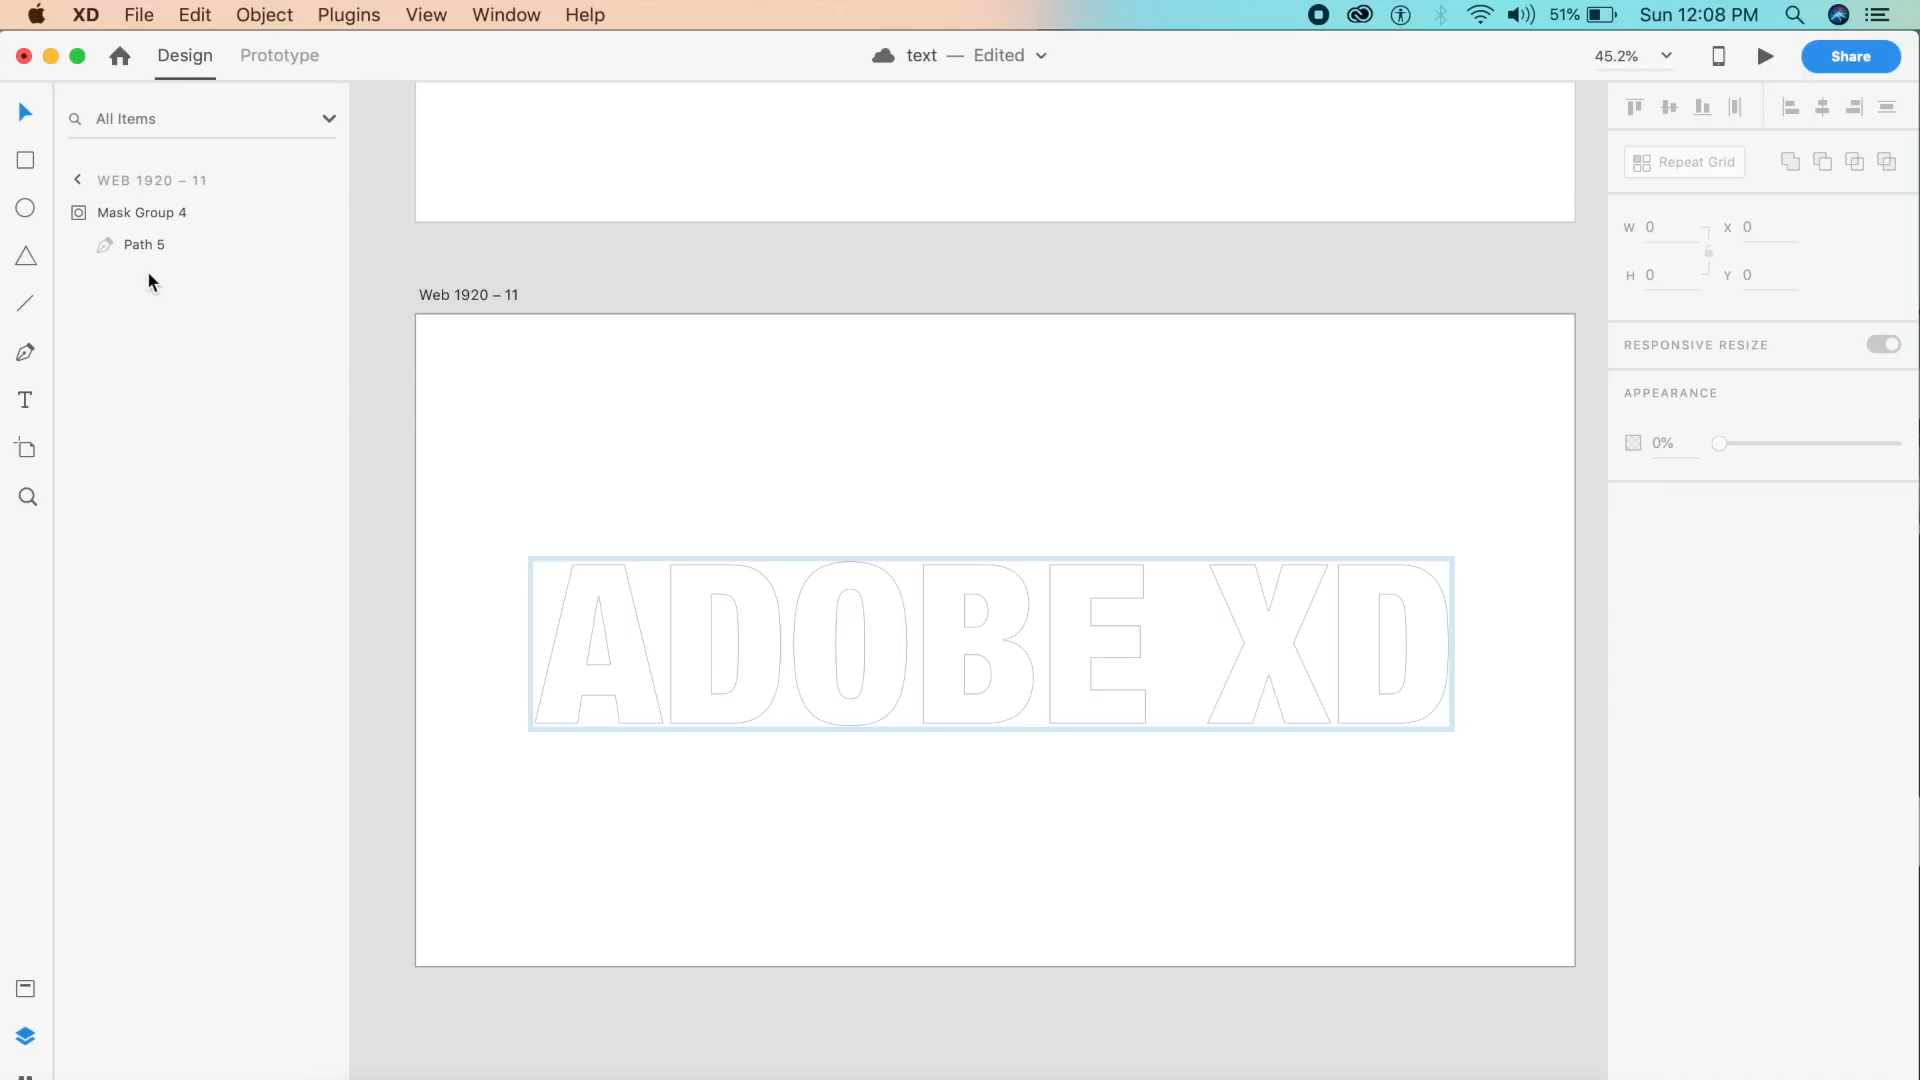 XD File Edit Object Plugins View Window Help 51% Sun 12:08 PM
Design Prototype text — Edited 45.2% Share
All Items
WEB 1920 – 11
Mask Group 4
Path 5
Web 1920 – 11
ADOBE XD
Repeat Grid
W 0 X 0
H 0 Y 0
RESPONSIVE RESIZE
APPEARANCE
0%